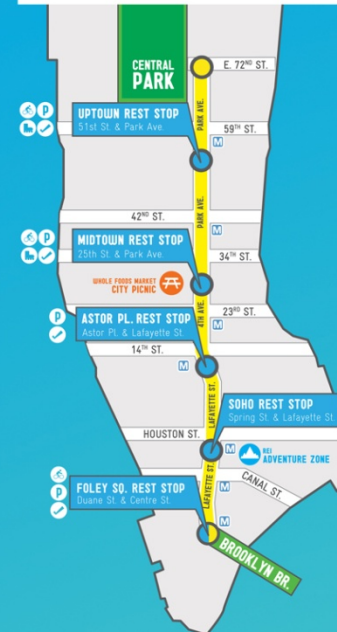 CENTRAL
PARK
E. 72ND ST.
UPTOWN REST STOP
51st St. & Park Ave.
PARK AVE.
59TH ST.
M
42ND ST.
PARK AVE.
M
MIDTOWN REST STOP
25th St. & Park Ave.
34TH ST.
WHOLE FOODS MARKET
CITY PICNIC
4TH AVE.
23RD ST.
M
ASTOR PL. REST STOP
Astor Pl. & Lafayette St.
14TH ST.
M
LAFAYETTE ST.
SOHO REST STOP
Spring St. & Lafayette St.
HOUSTON ST.
M
REI
ADVENTURE ZONE
LAFAYETTE ST.
CANAL ST.
M
FOLEY SQ. REST STOP
Duane St. & Centre St.
M
BROOKLYN BR.
P
P
P
P